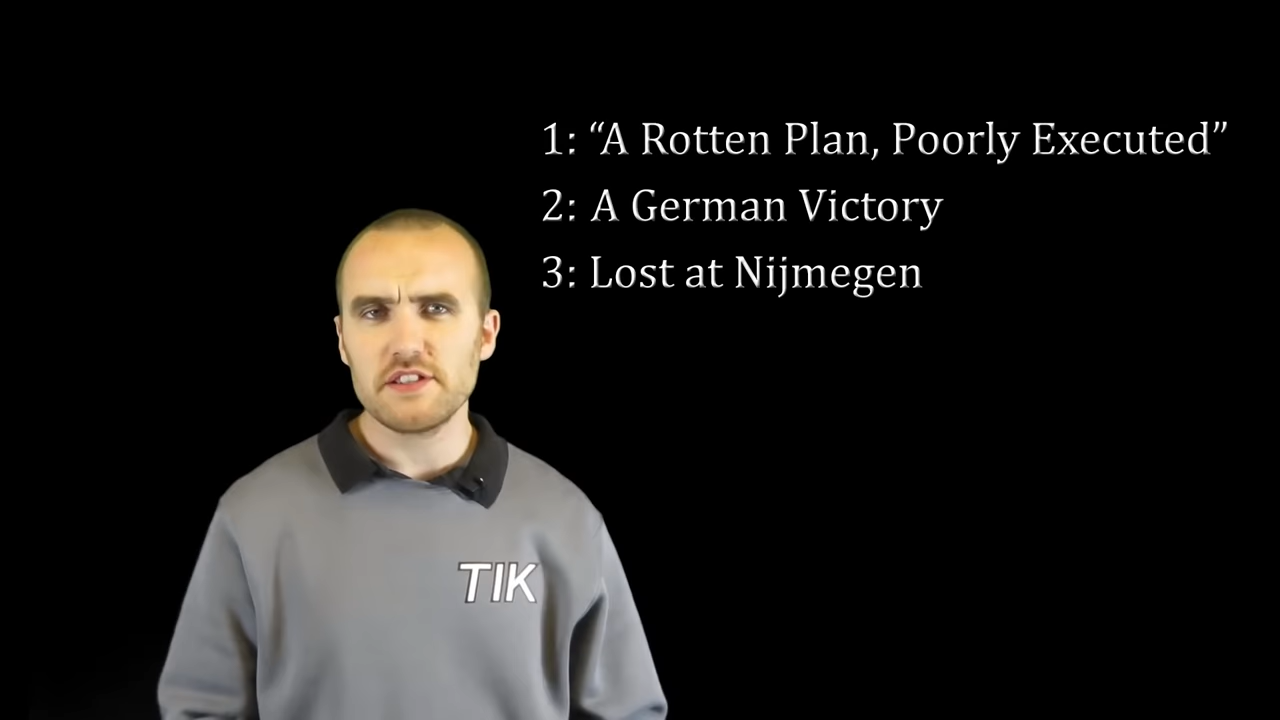 1: “A Rotten Plan, Poorly Executed”
2: A German Victory
3: Lost at Nijmegen
TIK